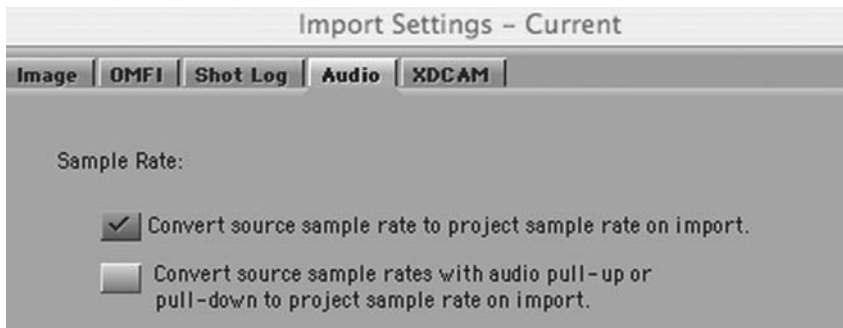 Import Settings – Current
Image OMFI Shot Log Audio XDCAM
Sample Rate:
Convert source sample rate to project sample rate on import.
Convert source sample rates with audio pull-up or
pull-down to project sample rate on import.